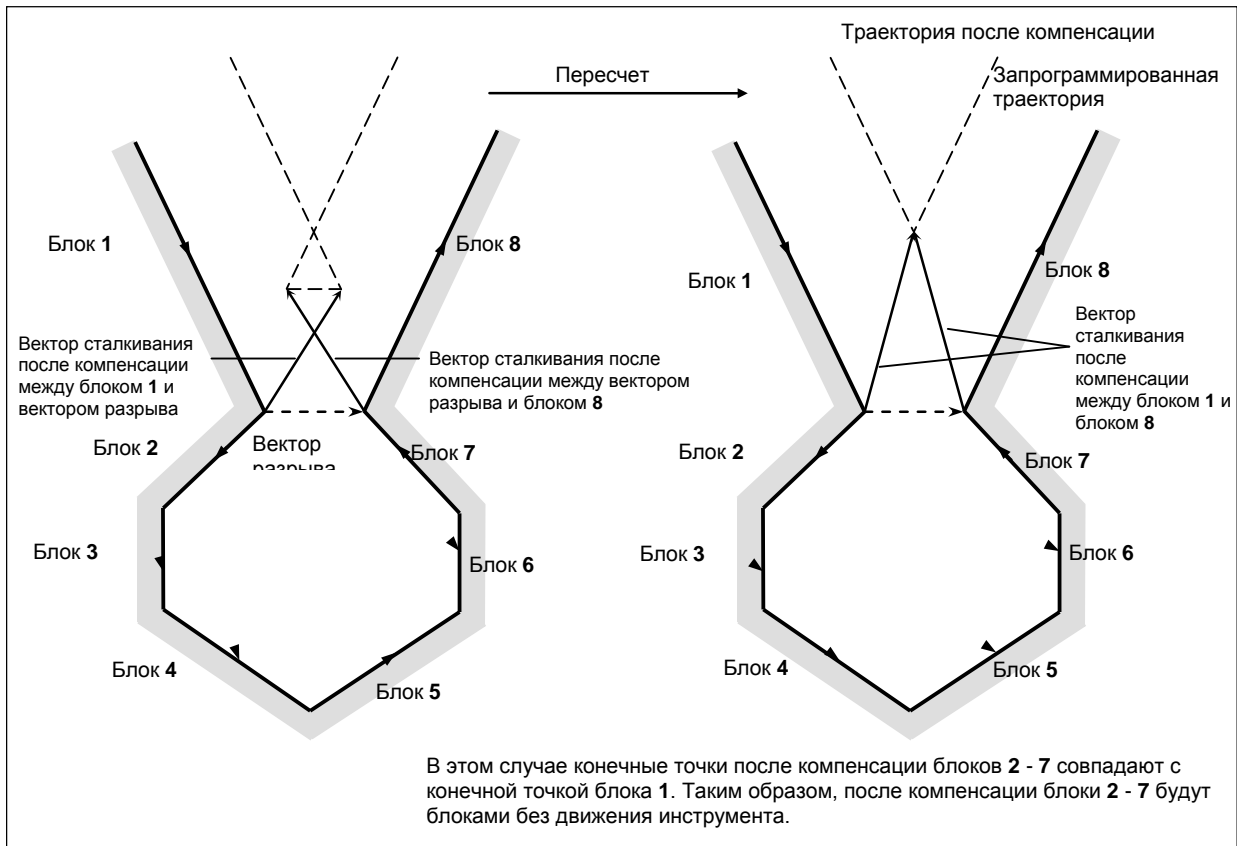 Траектория после компенсации
Пересчет
Запрограммированная
траектория
Блок 1
Блок 8
Вектор сталкивания
после компенсации
между блоком 1 и
вектором разрыва
Вектор сталкивания после
компенсации между вектором
разрыва и блоком 8
Блок 2
Вектор
разрыва
Блок 7
Блок 3
Блок 6
Блок 4
Блок 5
Блок 1
Блок 8
Вектор
сталкивания
после
компенсации
между блоком 1 и
блоком 8
Блок 2
Блок 7
Блок 3
Блок 6
Блок 4
Блок 5
В этом случае конечные точки после компенсации блоков 2 - 7 совпадают с
конечной точкой блока 1. Таким образом, после компенсации блоки 2 - 7 будут
блоками без движения инструмента.